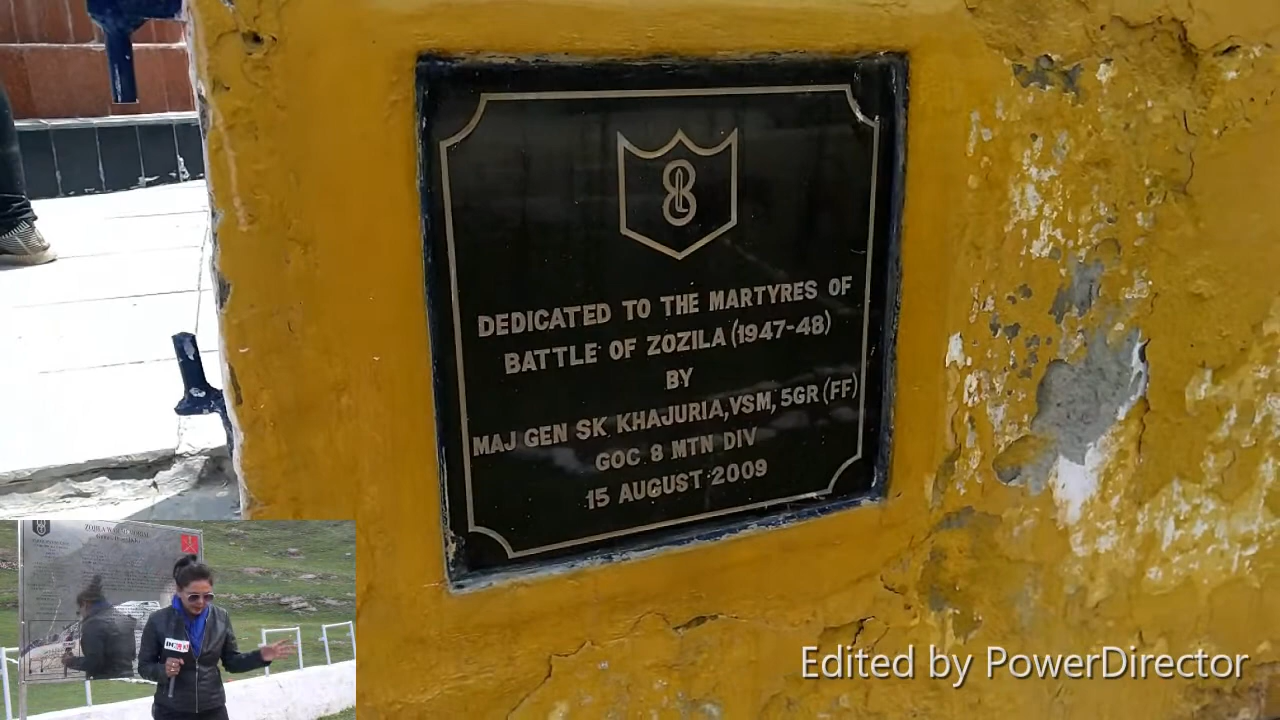 8
DEDICATED TO THE MARTYRES OF
BATTLE OF ZOZILA (1947-48)
BY
MAJ GEN SK KHAJURIA, VSM, 5GR (FF)
GOC 8 MTN DIV
15 AUGUST 2009
Edited by PowerDirector